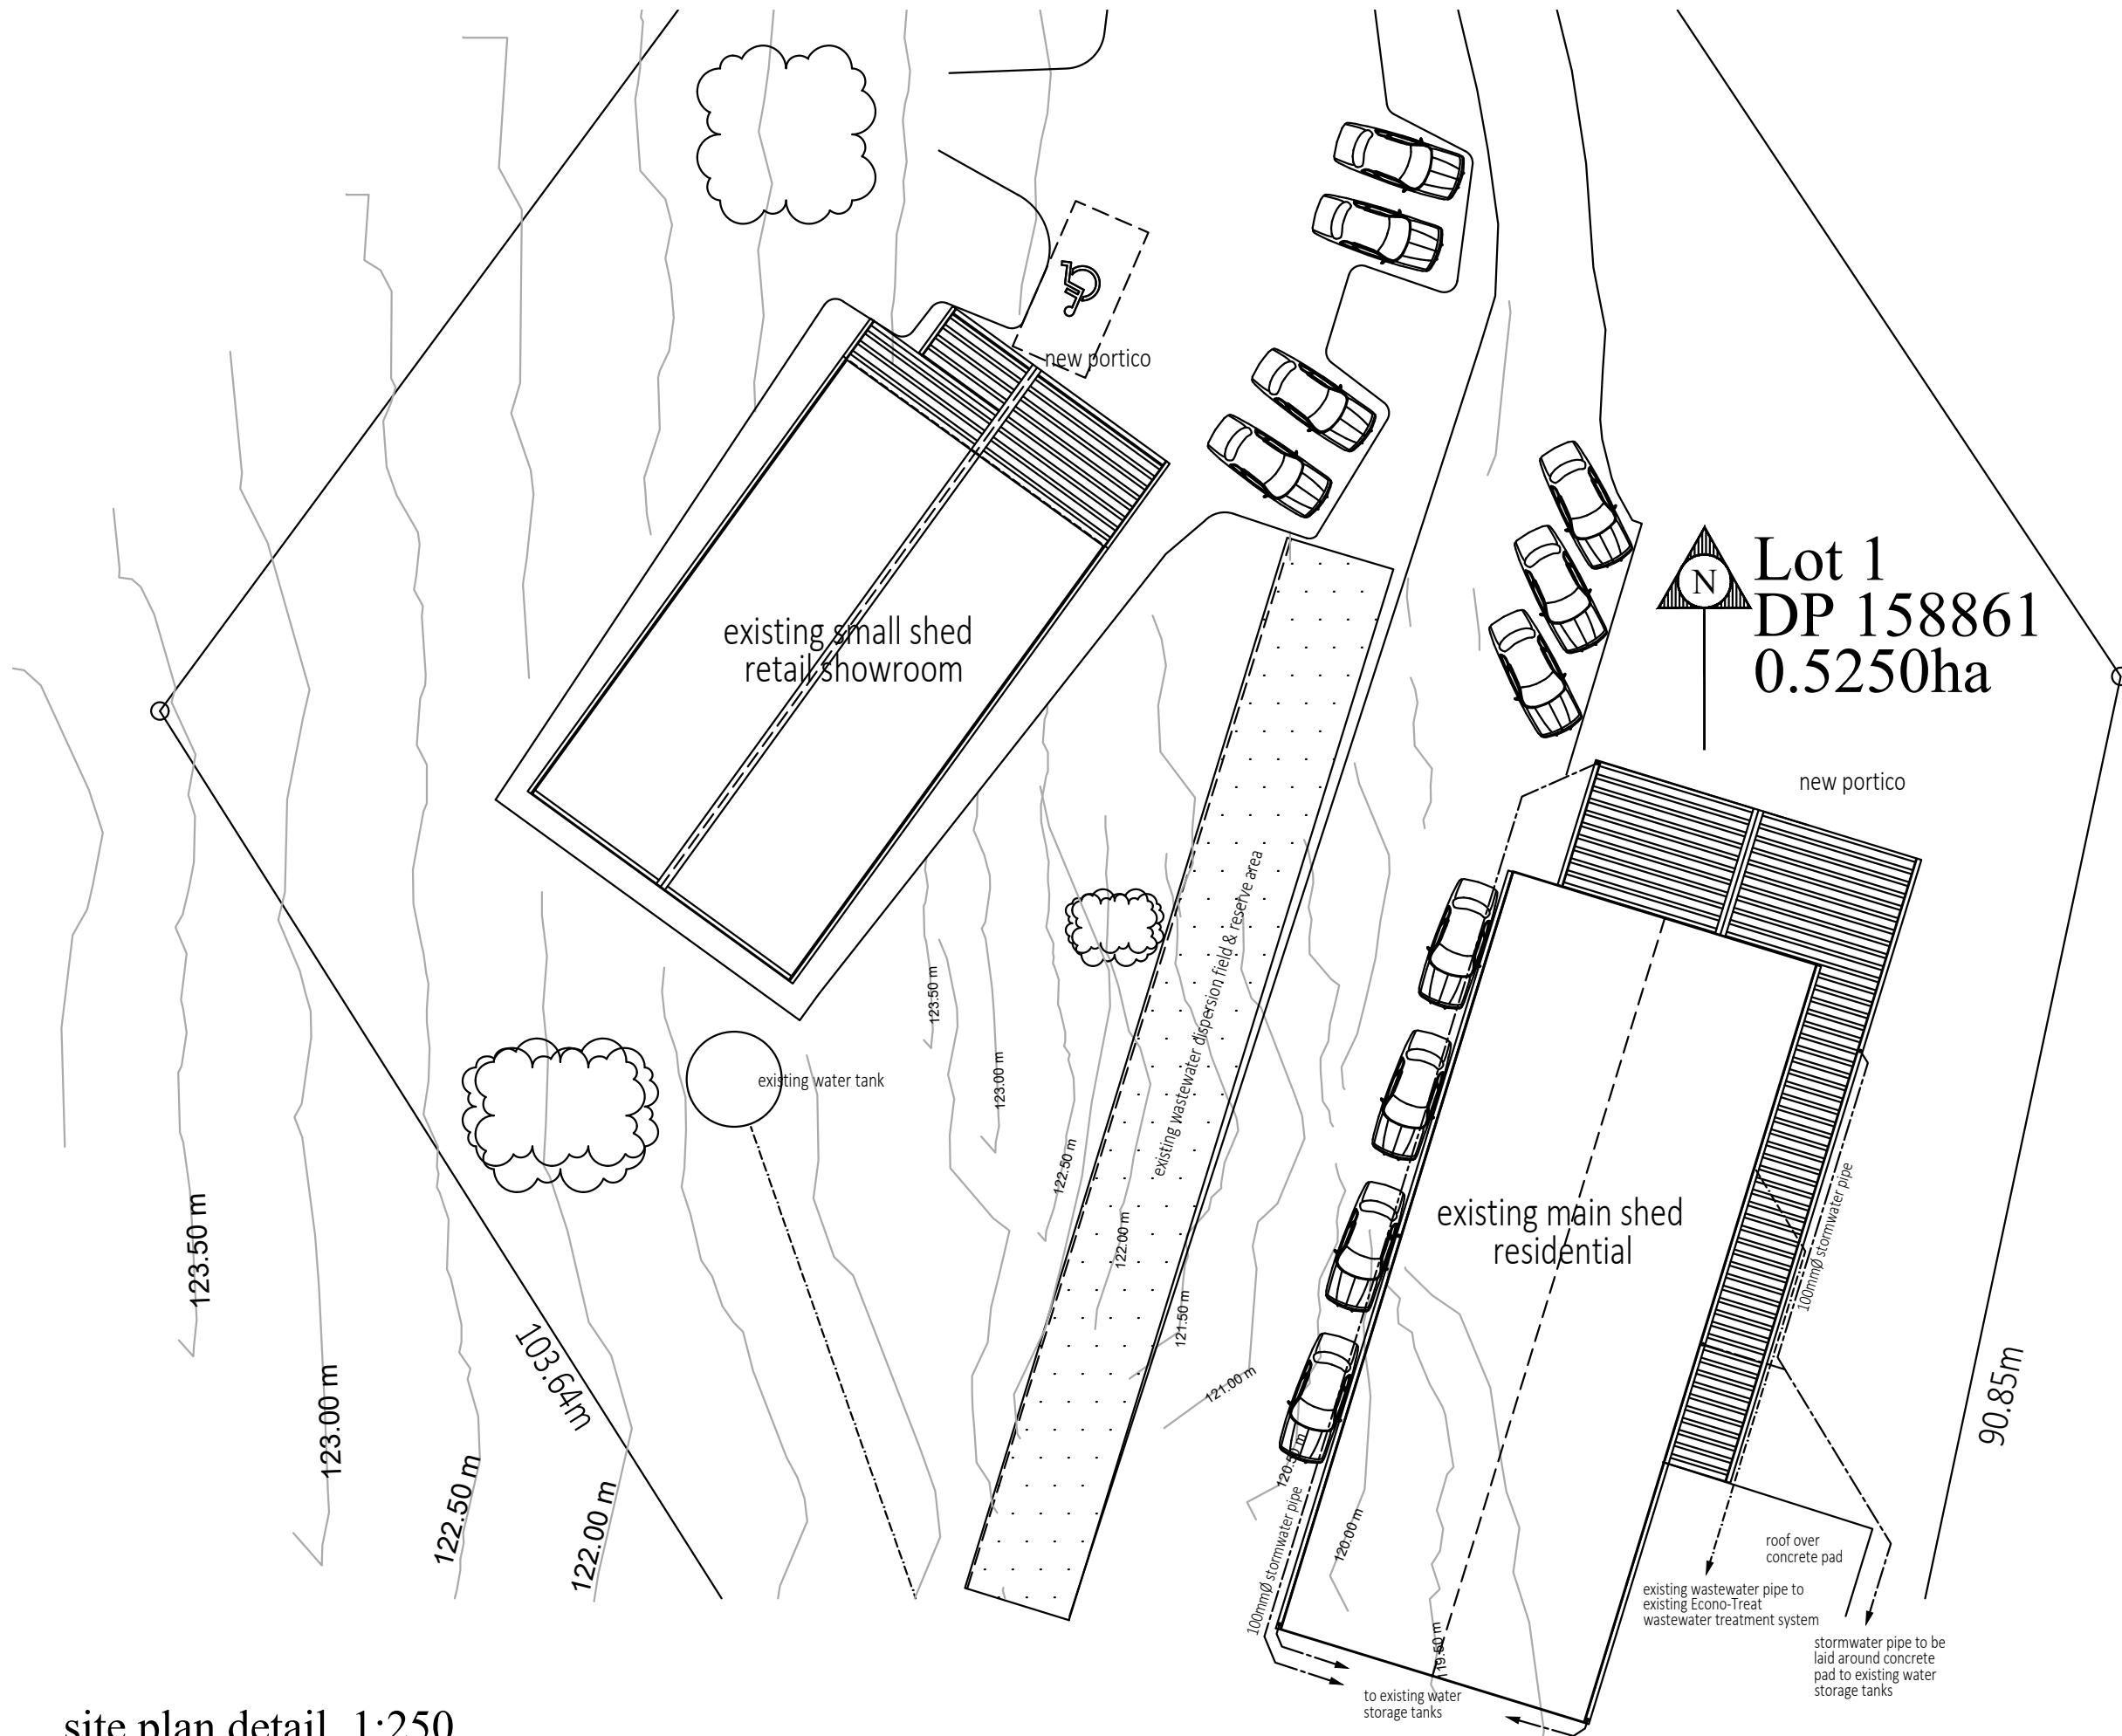 new portico
existing small shed
retail showroom
N
Lot 1
DP 158861
0.5250ha
new portico
existing wastewater dispersion field & reserve area
123.50 m
123.00 m
122.50 m
122.00 m
121.50 m
121.00 m
existing water tank
existing main shed
residential
100mmØ stormwater pipe
123.50 m
123.00 m
122.50 m
122.00 m
103.64m
90.85m
120.50 m
120.00 m
119.50 m
100mmØ stormwater pipe
roof over
concrete pad
existing wastewater pipe to
existing Econo-Treat
wastewater treatment system
stormwater pipe to be
laid around concrete
pad to existing water
storage tanks
to existing water
storage tanks
site plan detail 1:250